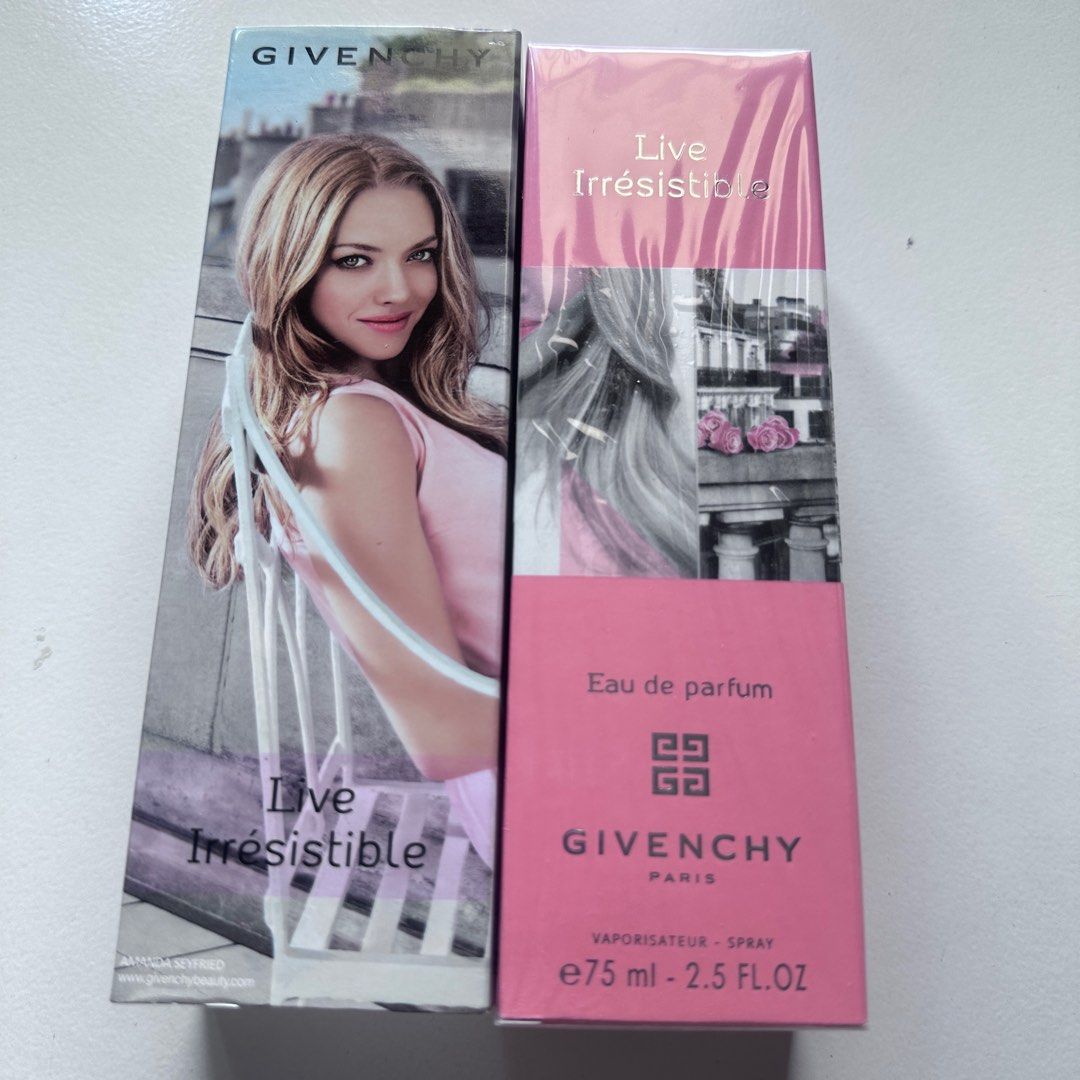 GIVENCHY
Live
Irrésistible
AMANDA SEYFRIED
www.givenchybeauty.com
Live
Irrésistible
Eau de parfum
GIVENCHY
PARIS
VAPORISATEUR - SPRAY
e75 ml - 2.5 FL.OZ